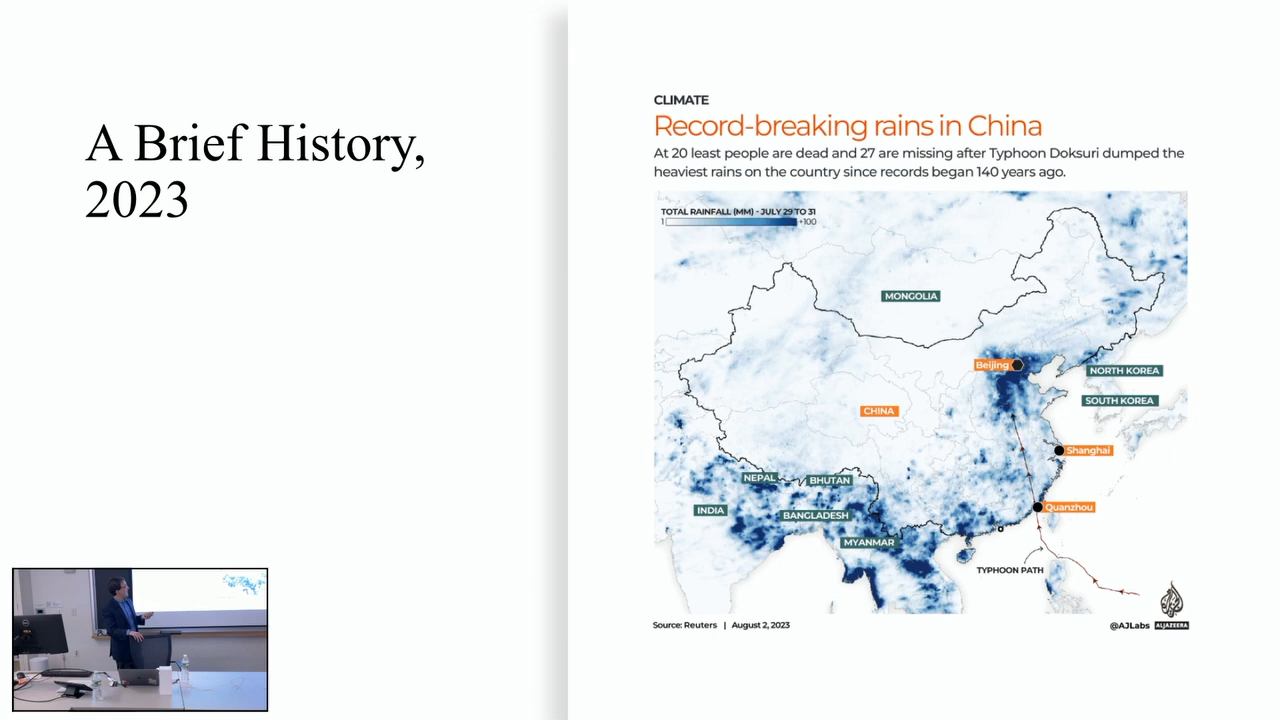 A Brief History,
2023
CLIMATE
Record-breaking rains in China
At 20 least people are dead and 27 are missing after Typhoon Doksuri dumped the
heaviest rains on the country since records began 140 years ago.
TOTAL RAINFALL (MM) - JULY 29 TO 31
1 +100
MONGOLIA
Beijing
NORTH KOREA
SOUTH KOREA
CHINA
Shanghai
NEPAL
BHUTAN
INDIA
BANGLADESH
Quanzhou
MYANMAR
TYPHOON PATH
Source: Reuters | August 2, 2023
@AJLabs ALJAZEERA